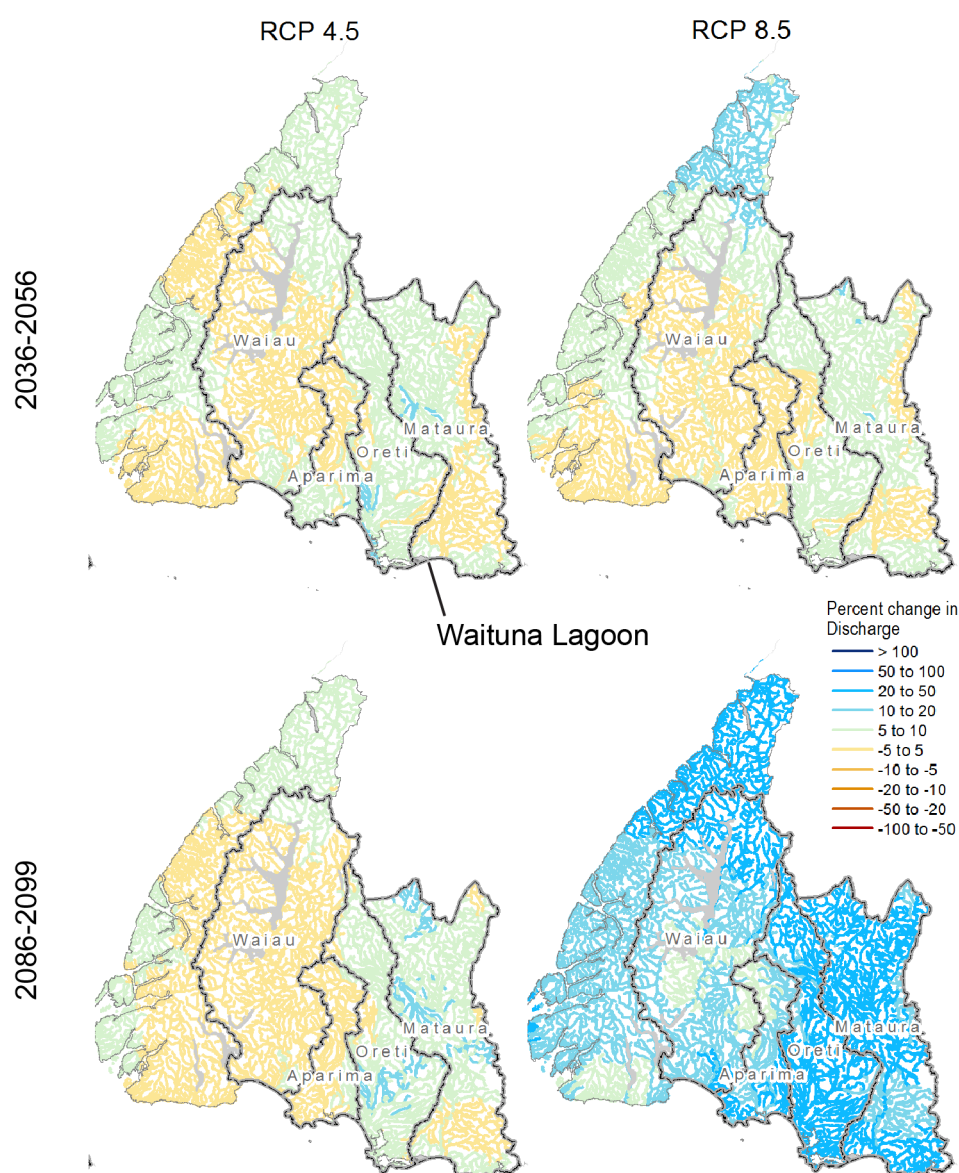 RCP 4.5
RCP 8.5
2036-2056
Waiau
Mataura
Oreti
Aparima
Waiau
Mataura
Oreti
Aparima
Waituna Lagoon
Percent change in
Discharge
> 100
50 to 100
20 to 50
10 to 20
5 to 10
-5 to 5
-10 to -5
-20 to -10
-50 to -20
-100 to -50
2086-2099
Waiau
Mataura
Oreti
Aparima
Waiau
Mataura
Oreti
Aparima